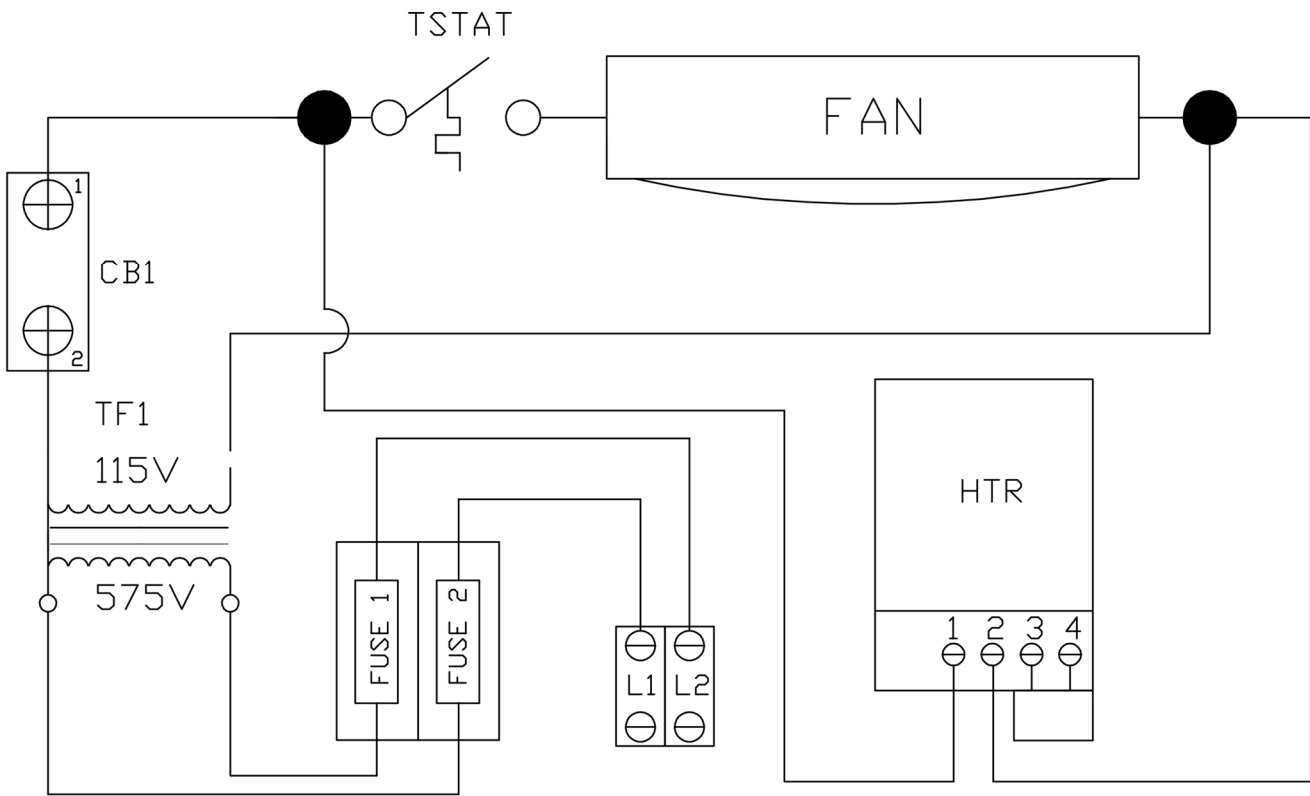 TSTAT
FAN
1
CB1
2
TF1
115V
575V
FUSE 1
FUSE 2
L1 L2
HTR
1 2 3 4